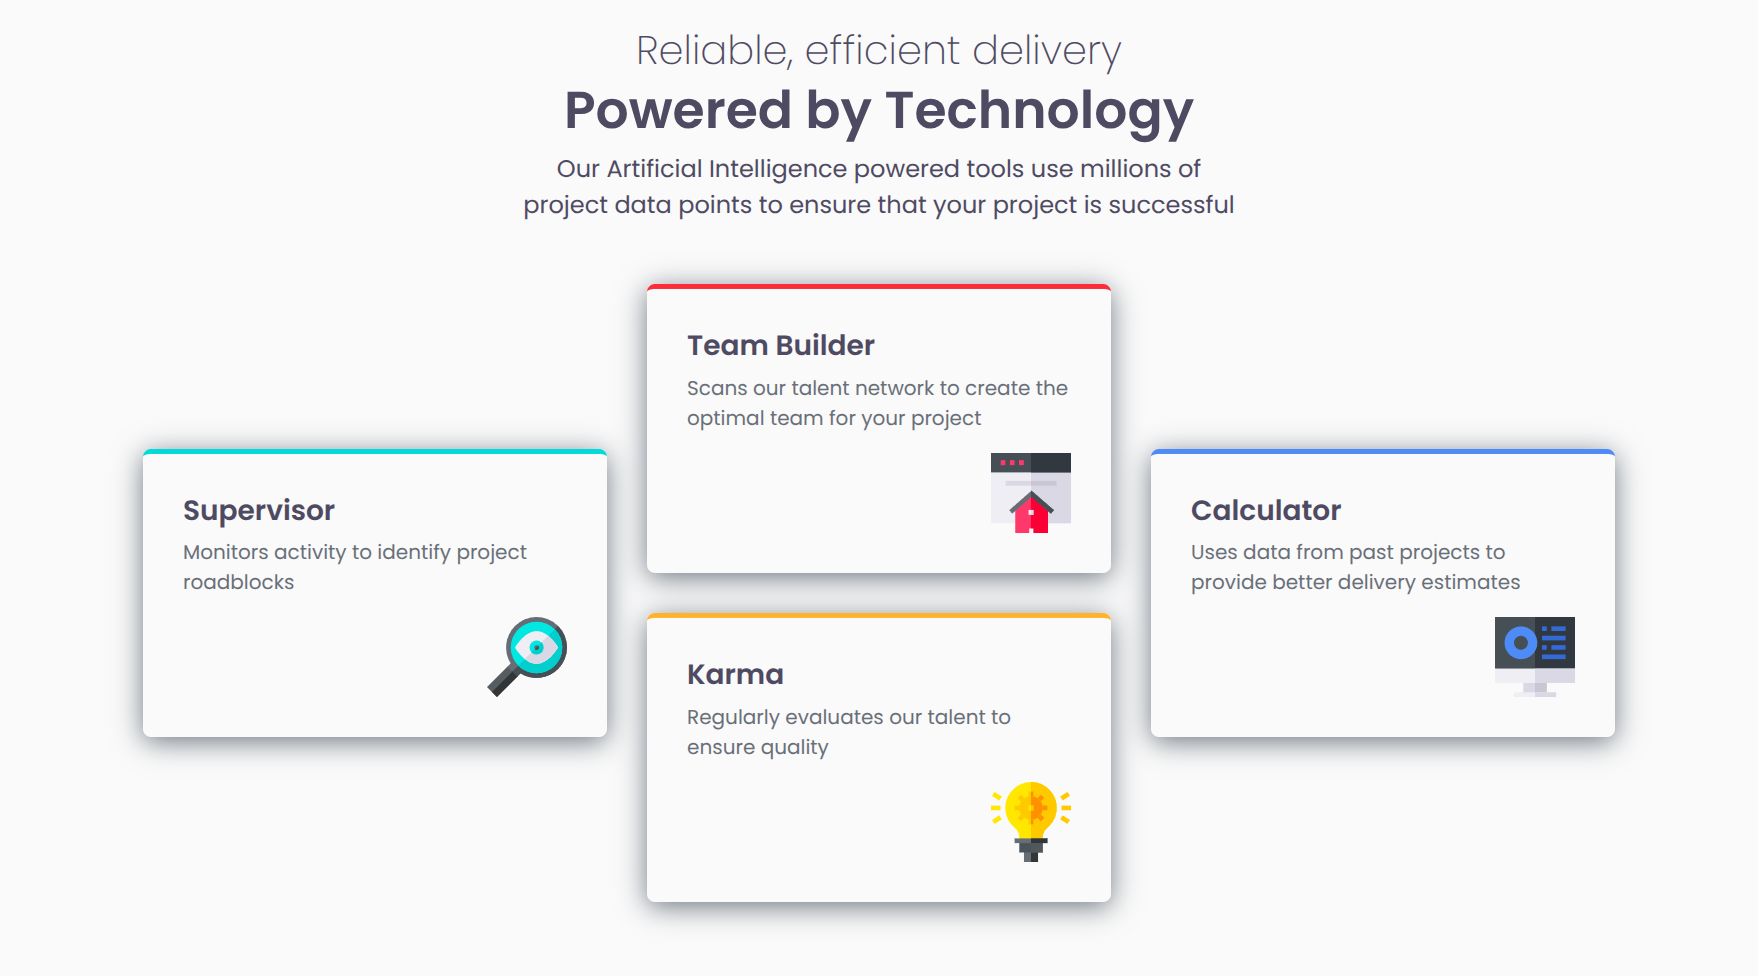 Reliable, efficient delivery
Powered by Technology
Our Artificial Intelligence powered tools use millions of
project data points to ensure that your project is successful
Supervisor
Monitors activity to identify project
roadblocks
Team Builder
Scans our talent network to create the
optimal team for your project
Karma
Regularly evaluates our talent to
ensure quality
Calculator
Uses data from past projects to
provide better delivery estimates